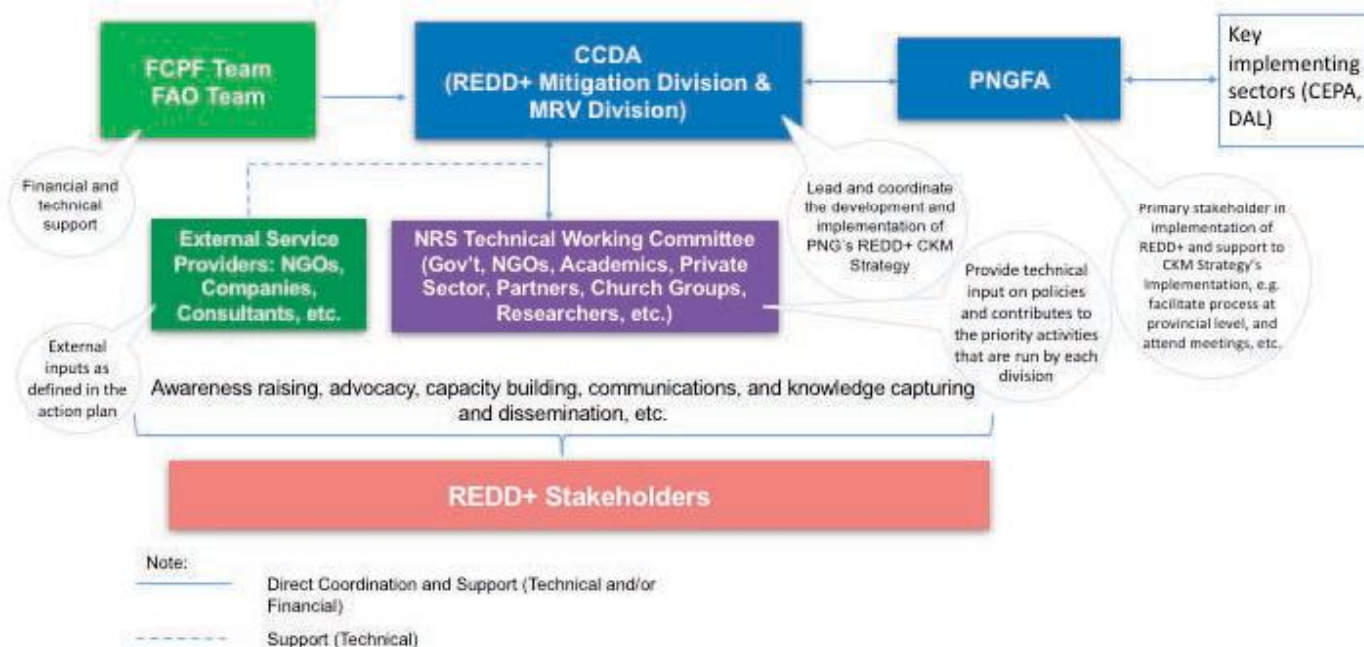 FCPF Team
FAO Team
CCDA
(REDD+ Mitigation Division &
MRV Division)
PNGFA
Key
implementing
sectors (CEPA,
DAL)
Financial and
technical
support
External Service
Providers: NGOs,
Companies,
Consultants, etc.
NRS Technical Working Committee
(Gov't, NGOs, Academics, Private
Sector, Partners, Church Groups,
Researchers, etc.)
Lead and coordinate
the development and
implementation of
PNG's REDD+ CKM
Strategy
Provide technical
input on policies
and contributes to
the priority activities
that are run by each
division
Primary stakeholder in
implementation of
REDD+ and support to
CKM Strategy's
Implementation, e.g.
facilitate process at
provincial level, and
attend meetings, etc.
External
inputs as
defined in the
action plan
Awareness raising, advocacy, capacity building, communications, and knowledge capturing
and dissemination, etc.
REDD+ Stakeholders
Note:
Direct Coordination and Support (Technical and/or
Financial)
Support (Technical)